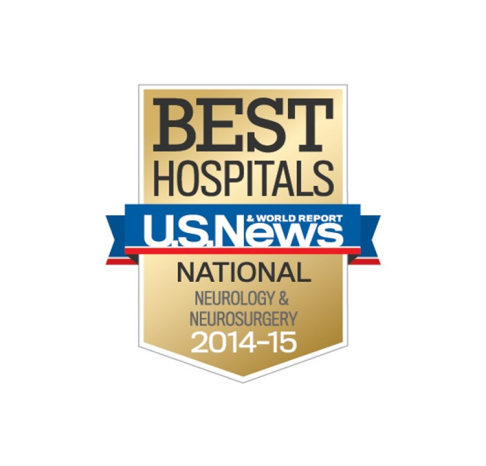 BEST
HOSPITALS
U.S.News & WORLD REPORT
NATIONAL
NEUROLOGY &
NEUROSURGERY
2014-15